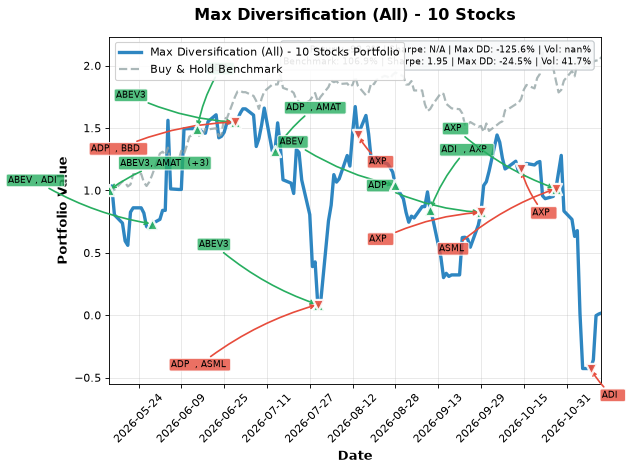 Max Diversification (All) - 10 Stocks
Max Diversification (All) - 10 Stocks Portfolio
Buy & Hold Benchmark
N/A | Max DD: -125.6% | Vol: nan%
Benchmark: 106.9% | Sharpe: 1.95 | Max DD: -24.5% | Vol: 41.7%
2.0
1.5
1.0
0.5
0.0
−0.5
Portfolio Value
ABEV3
ADP , AMAT
ADP , BBD
ABEV3, AMAT (+3)
ABEV , ADI
ABEV
AXP
ADP
AXP
ADI , AXP
AXP
ASML
AXP
ABEV3
ADP , ASML
ADI
2026-05-24
2026-06-09
2026-06-25
2026-07-11
2026-07-27
2026-08-12
2026-08-28
2026-09-13
2026-09-29
2026-10-15
2026-10-31
Date